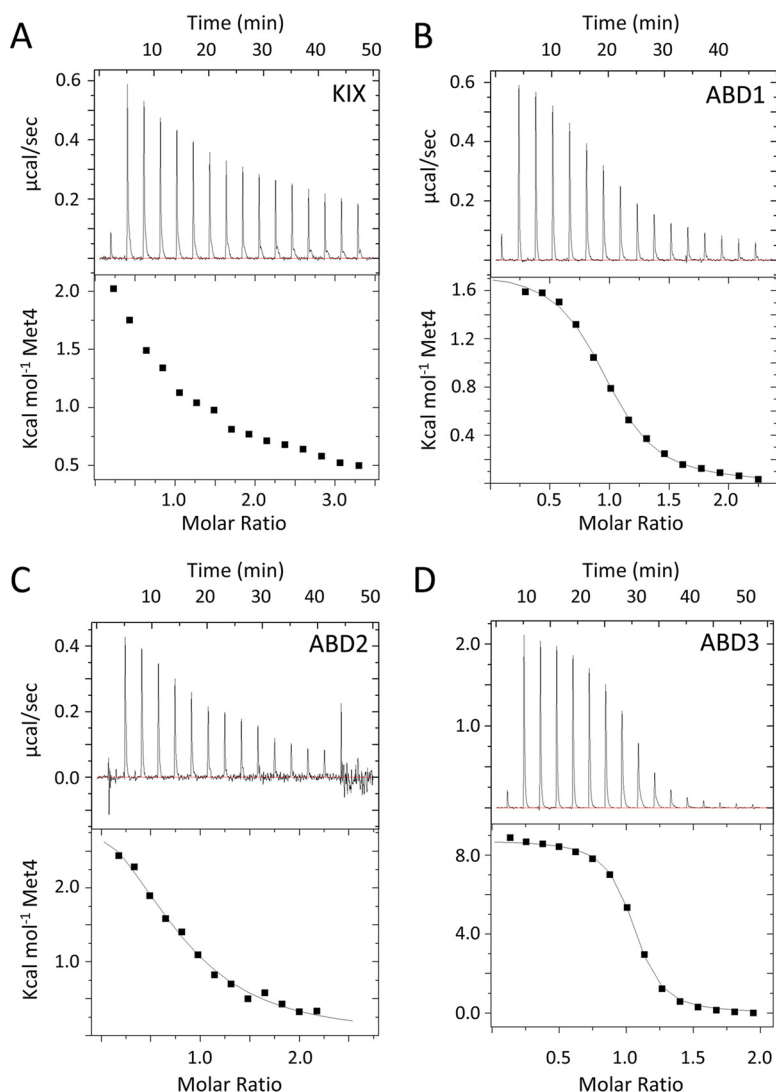 A
Time (min)
10 20 30 40 50
KIX
0.6
0.4
0.2
µcal/sec
2.0
1.5
1.0
0.5
Kcal mol⁻¹ Met4
1.0 2.0 3.0
Molar Ratio
B
Time (min)
10 20 30 40
ABD1
0.6
0.4
0.2
µcal/sec
1.6
1.2
0.8
0.4
Kcal mol⁻¹ Met4
0.5 1.0 1.5 2.0
Molar Ratio
C
Time (min)
10 20 30 40 50
ABD2
0.4
0.2
0.0
µcal/sec
2.0
1.0
Kcal mol⁻¹ Met4
1.0 2.0
Molar Ratio
D
Time (min)
10 20 30 40 50
ABD3
2.0
1.0
8.0
4.0
0.0
0.5 1.0 1.5 2.0
Molar Ratio